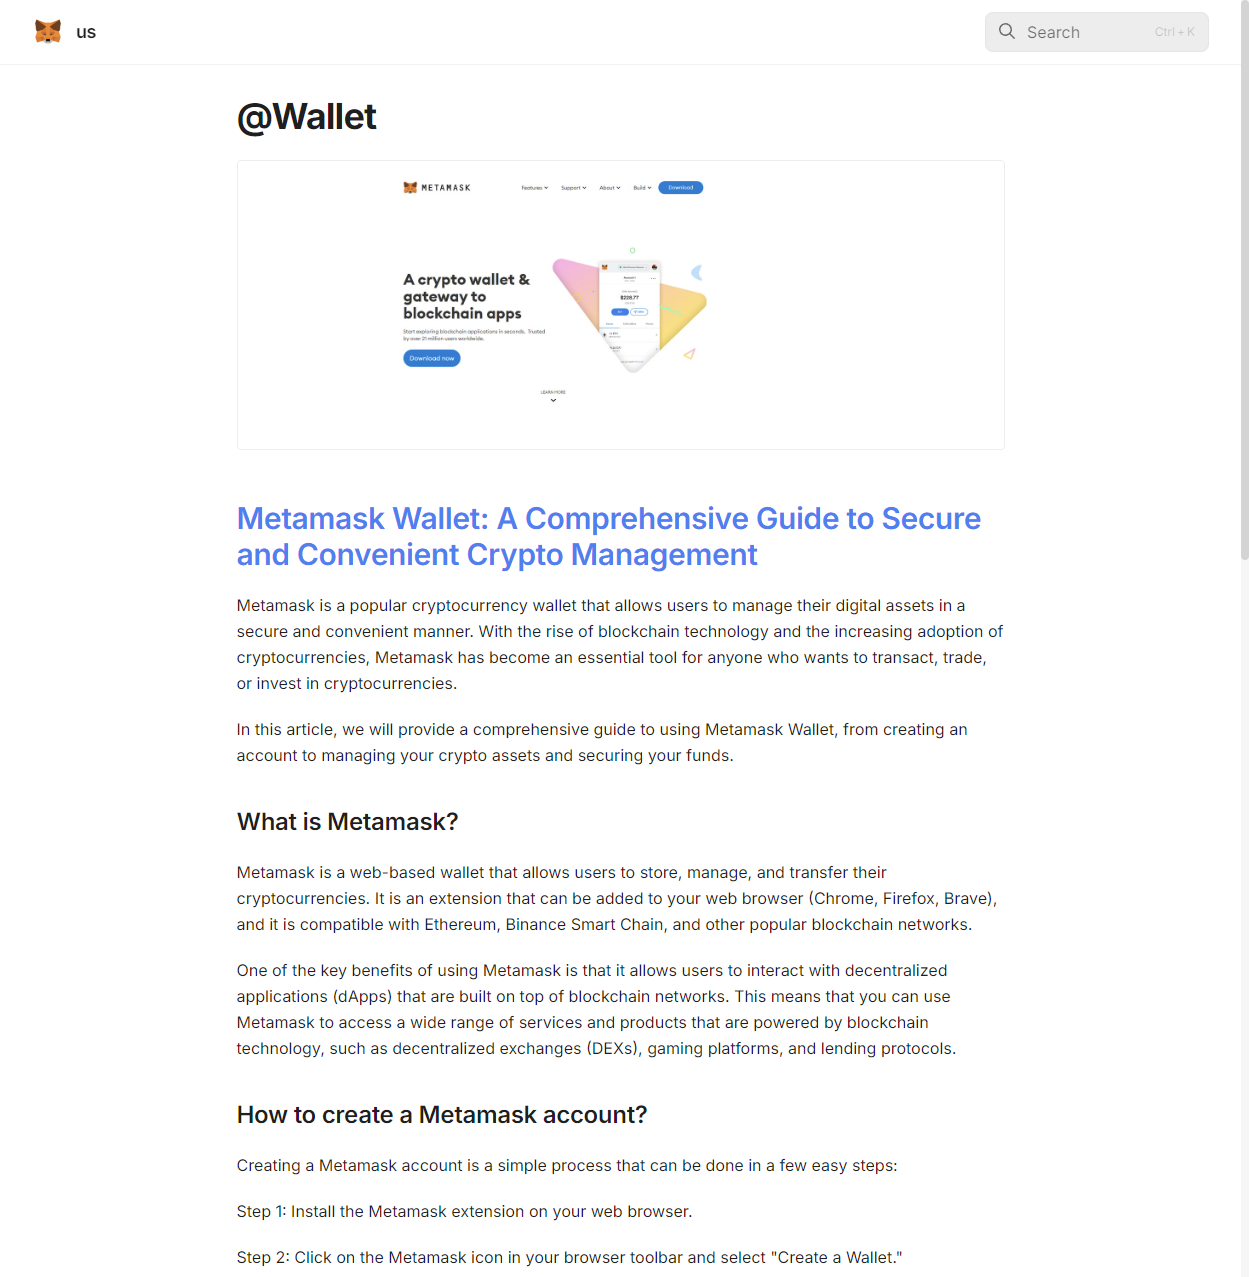 us
Search
Ctrl + K
@Wallet
METAMASK
Features
Support
About
Build
Download
A crypto wallet &
gateway to
blockchain apps
Start exploring blockchain applications in seconds. Trusted
by over 21 million users worldwide.
Download now
$228.77
LEARN MORE
Metamask Wallet: A Comprehensive Guide to Secure
and Convenient Crypto Management
Metamask is a popular cryptocurrency wallet that allows users to manage their digital assets in a
secure and convenient manner. With the rise of blockchain technology and the increasing adoption of
cryptocurrencies, Metamask has become an essential tool for anyone who wants to transact, trade,
or invest in cryptocurrencies.
In this article, we will provide a comprehensive guide to using Metamask Wallet, from creating an
account to managing your crypto assets and securing your funds.
What is Metamask?
Metamask is a web-based wallet that allows users to store, manage, and transfer their
cryptocurrencies. It is an extension that can be added to your web browser (Chrome, Firefox, Brave),
and it is compatible with Ethereum, Binance Smart Chain, and other popular blockchain networks.
One of the key benefits of using Metamask is that it allows users to interact with decentralized
applications (dApps) that are built on top of blockchain networks. This means that you can use
Metamask to access a wide range of services and products that are powered by blockchain
technology, such as decentralized exchanges (DEXs), gaming platforms, and lending protocols.
How to create a Metamask account?
Creating a Metamask account is a simple process that can be done in a few easy steps:
Step 1: Install the Metamask extension on your web browser.
Step 2: Click on the Metamask icon in your browser toolbar and select "Create a Wallet."